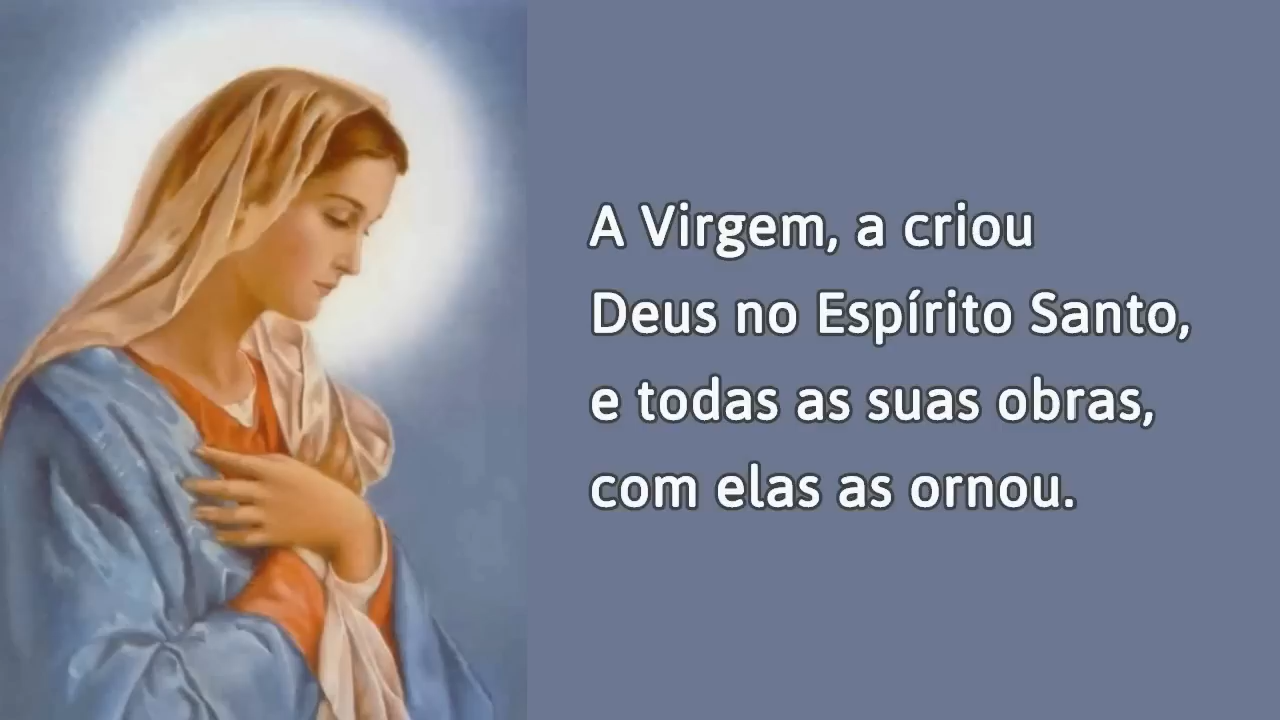 A Virgem, a criou
Deus no Espírito Santo,
e todas as suas obras,
com elas as ornou.